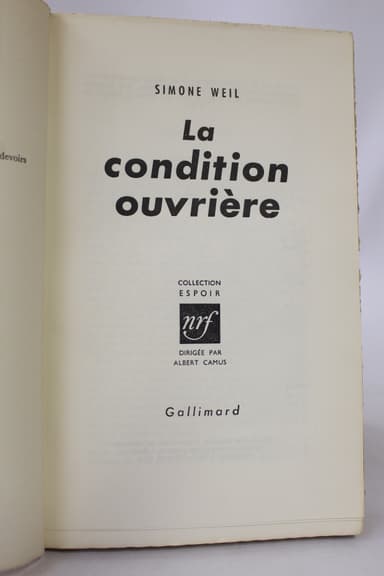 devoirs
SIMONE WEIL
La
condition
ouvrière
COLLECTION
ESPOIR
nrf
DIRIGÉE PAR
ALBERT CAMUS
Gallimard